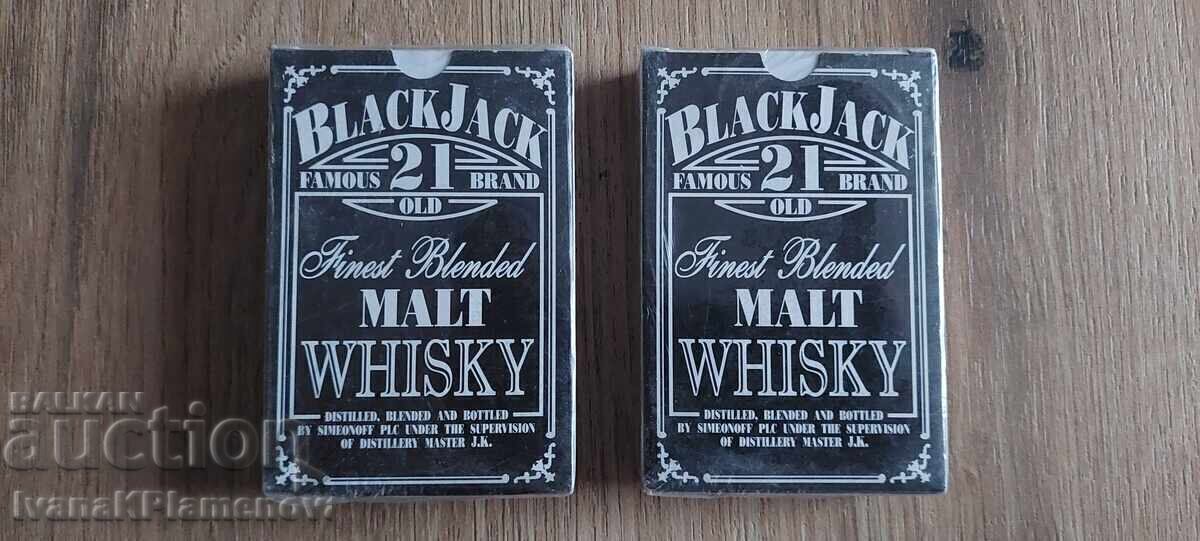 BLACKJACK
FAMOUS 21 BRAND
OLD
Finest Blended
MALT
WHISKY
DISTILLED, BLENDED AND BOTTLED
BY SIMEONOFF PLC UNDER THE SUPERVISION
OF DISTILLERY MASTER J.K.
BLACKJACK
FAMOUS 21 BRAND
OLD
Finest Blended
MALT
WHISKY
DISTILLED, BLENDED AND BOTTLED
BY SIMEONOFF PLC UNDER THE SUPERVISION
OF DISTILLERY MASTER J.K.
BALKAN
auction
IvanaKPlamenov